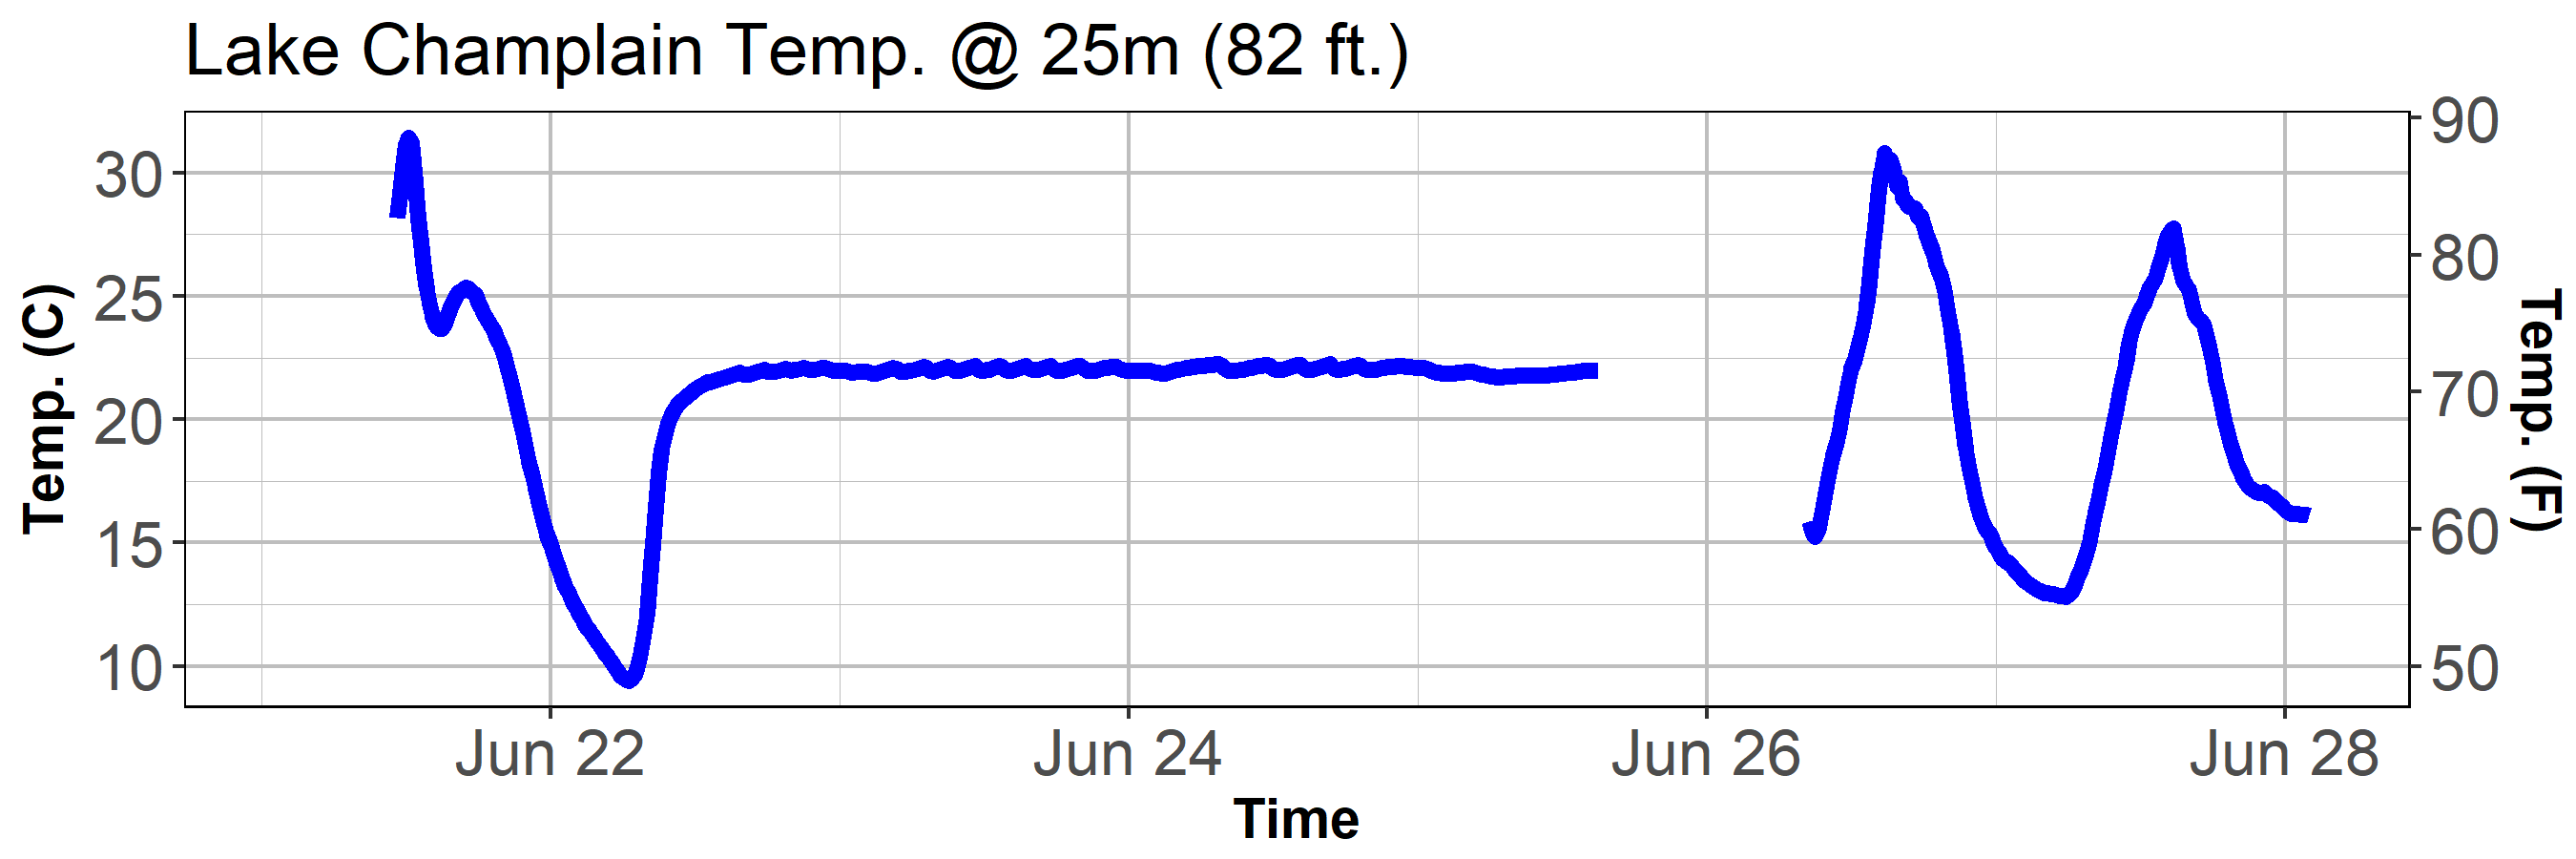 Lake Champlain Temp. @ 25m (82 ft.)
Temp. (C)
30
25
20
15
10
90
80
70
60
50
Temp. (F)
Jun 22
Jun 24
Jun 26
Jun 28
Time